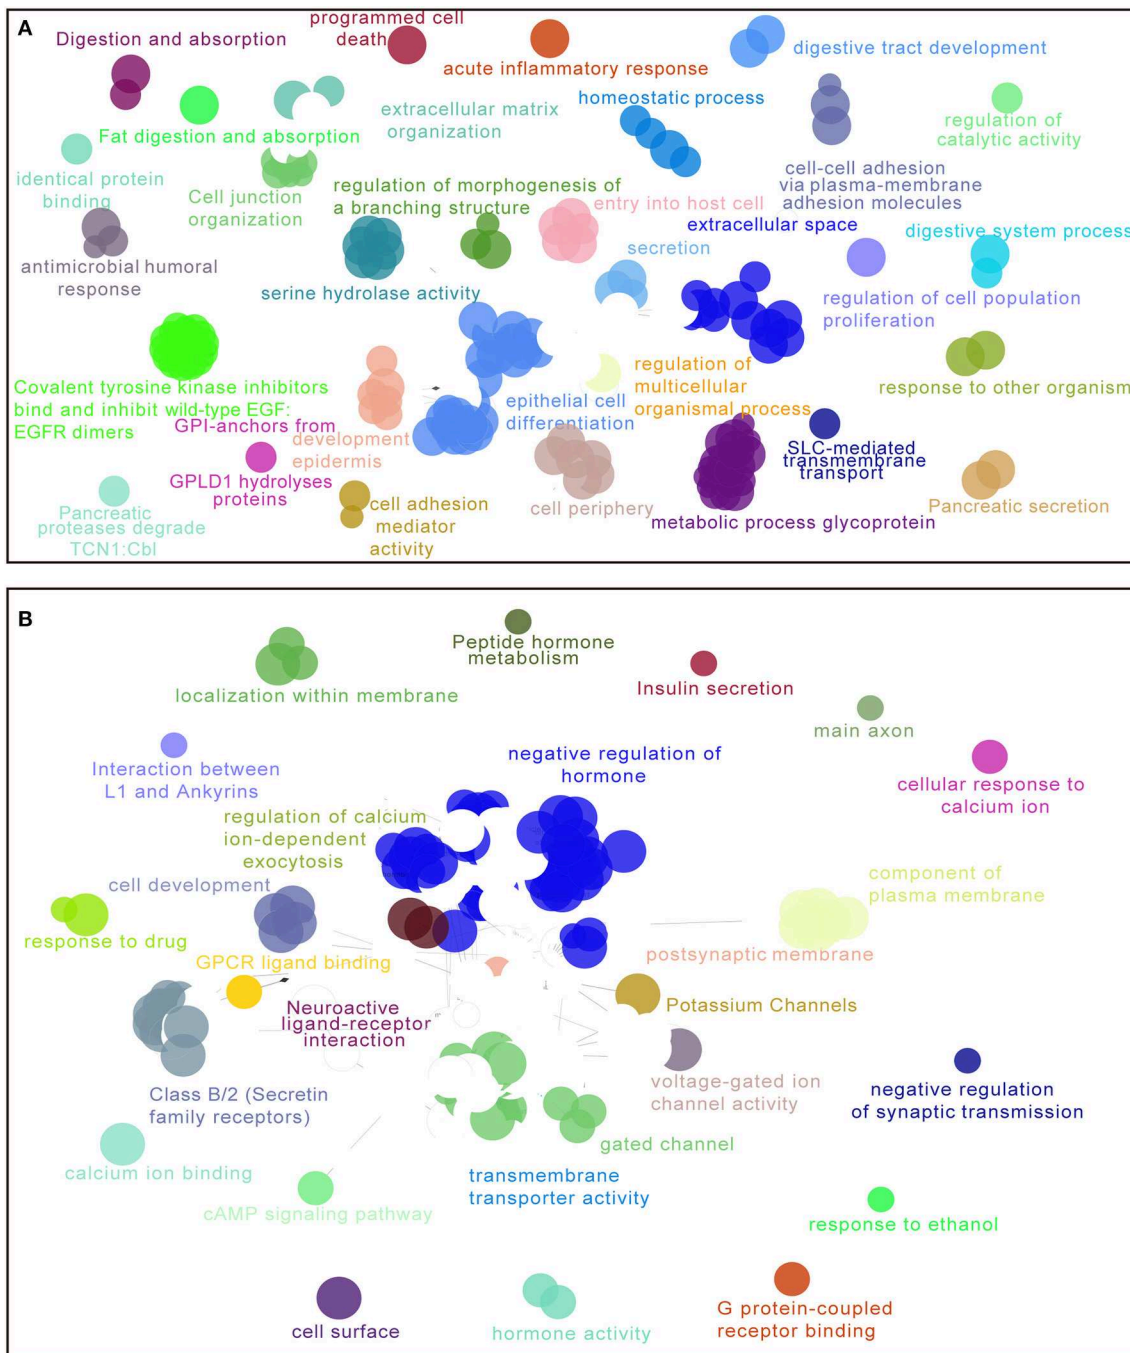 A
programmed cell
death
Digestion and absorption
acute inflammatory response
digestive tract development
homeostatic process
extracellular matrix
organization
Fat digestion and absorption
regulation of
catalytic activity
identical protein
binding
Cell junction
organization
regulation of morphogenesis of
a branching structure
entry into host cell
cell-cell adhesion
via plasma-membrane
adhesion molecules
extracellular space
digestive system process
secretion
antimicrobial humoral
response
serine hydrolase activity
regulation of cell population
proliferation
Covalent tyrosine kinase inhibitors
bind and inhibit wild-type EGF:
EGFR dimers
regulation of
multicellular
organismal process
response to other organism
epithelial cell
differentiation
GPI-anchors from
GPLD1 hydrolyses
proteins
development
epidermis
SLC-mediated
transmembrane
transport
Pancreatic
proteases degrade
TCN1:Cbl
cell adhesion
mediator
activity
cell periphery
metabolic process glycoprotein
Pancreatic secretion
B
Peptide hormone
metabolism
localization within membrane
Insulin secretion
main axon
Interaction between
L1 and Ankyrins
negative regulation of
hormone
cellular response to
calcium ion
regulation of calcium
ion-dependent
exocytosis
cell development
component of
plasma membrane
response to drug
GPCR ligand binding
postsynaptic membrane
Neuroactive
ligand-receptor
interaction
Potassium Channels
Class B/2 (Secretin
family receptors)
voltage-gated ion
channel activity
negative regulation
of synaptic transmission
gated channel
calcium ion binding
transmembrane
transporter activity
cAMP signaling pathway
response to ethanol
cell surface
hormone activity
G protein-coupled
receptor binding